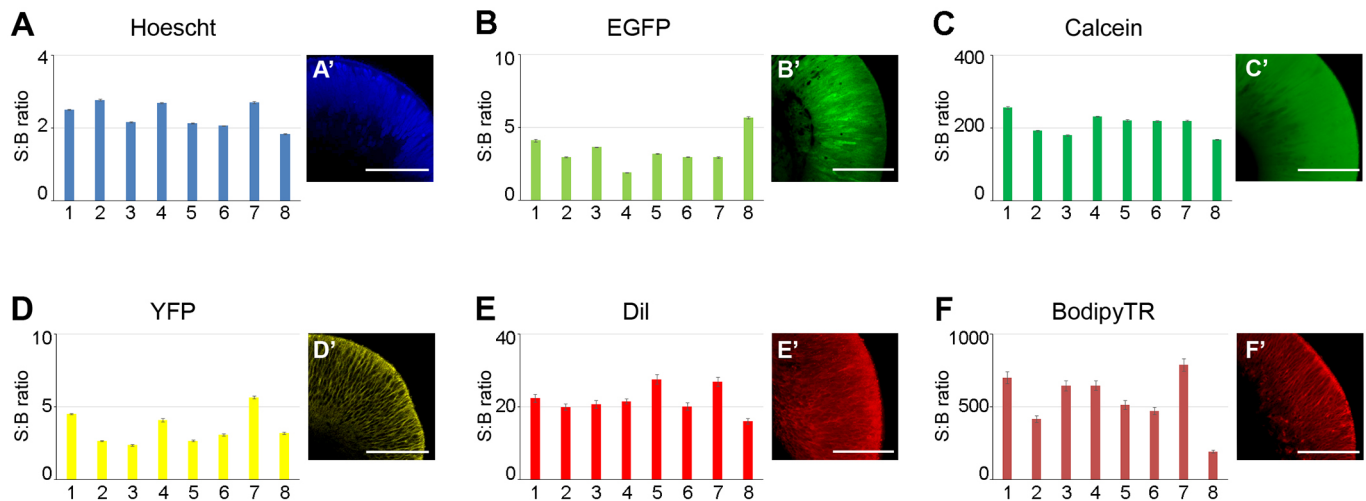 A Hoescht
S:B ratio
4
2
0
1 2 3 4 5 6 7 8
A'
B EGFP
S:B ratio
10
5
0
1 2 3 4 5 6 7 8
B'
C Calcein
S:B ratio
400
200
0
1 2 3 4 5 6 7 8
C'
D YFP
S:B ratio
10
5
0
1 2 3 4 5 6 7 8
D'
E DiI
S:B ratio
40
20
0
1 2 3 4 5 6 7 8
E'
F BodipyTR
S:B ratio
1000
500
0
1 2 3 4 5 6 7 8
F'